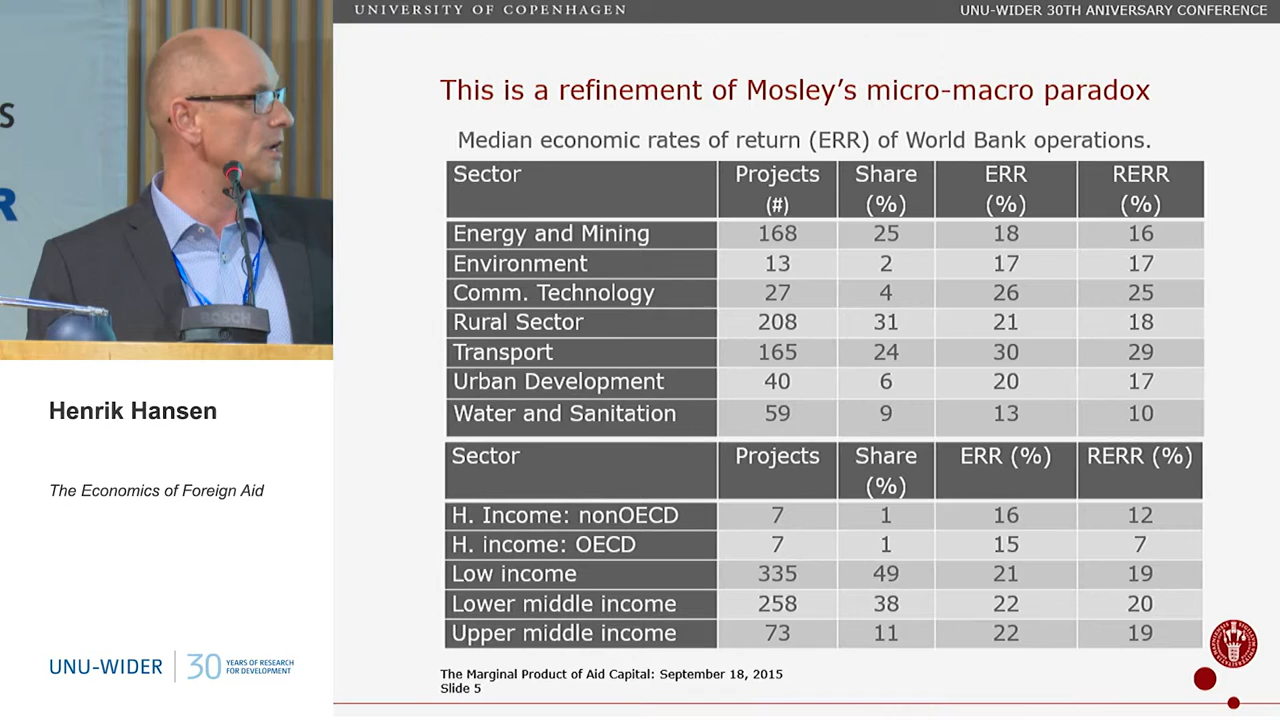 UNIVERSITY OF COPENHAGEN
UNU-WIDER 30TH ANIVERSARY CONFERENCE
S
R
BOSCH
Henrik Hansen
The Economics of Foreign Aid
UNU-WIDER 30 YEARS OF RESEARCH
FOR DEVELOPMENT
This is a refinement of Mosley’s micro-macro paradox
Median economic rates of return (ERR) of World Bank operations.
Sector Projects (#) Share (%) ERR (%) RERR (%)
Energy and Mining 168 25 18 16
Environment 13 2 17 17
Comm. Technology 27 4 26 25
Rural Sector 208 31 21 18
Transport 165 24 30 29
Urban Development 40 6 20 17
Water and Sanitation 59 9 13 10
Sector Projects Share (%) ERR (%) RERR (%)
H. Income: nonOECD 7 1 16 12
H. income: OECD 7 1 15 7
Low income 335 49 21 19
Lower middle income 258 38 22 20
Upper middle income 73 11 22 19
The Marginal Product of Aid Capital: September 18, 2015
Slide 5